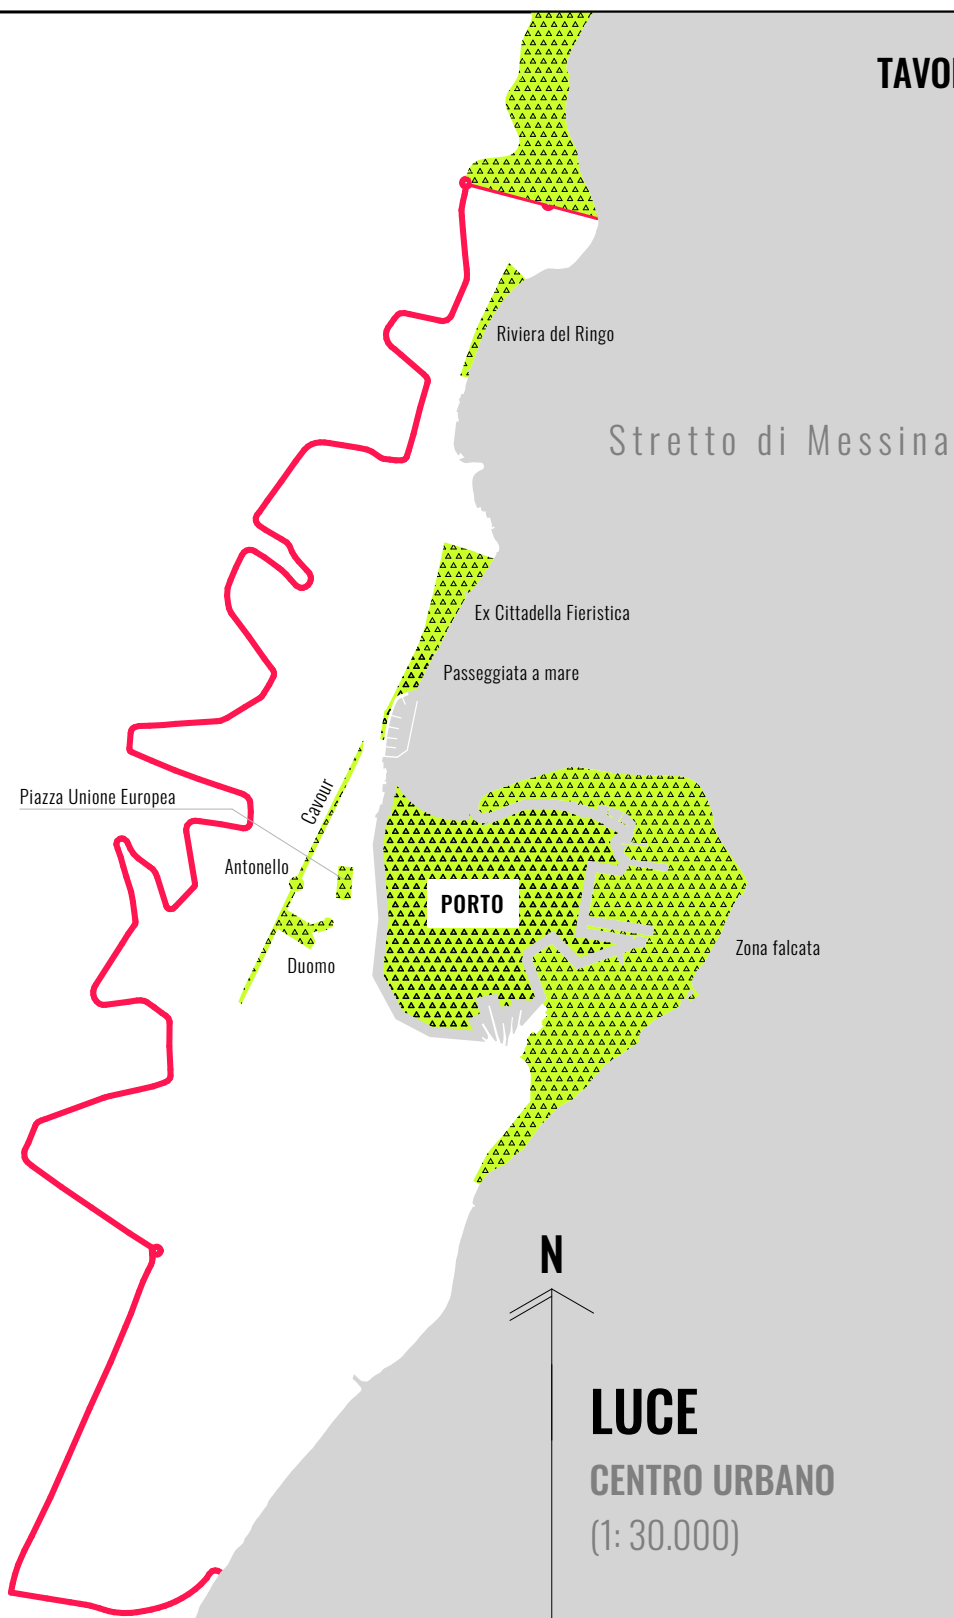 TAVOL
Riviera del Ringo
Stretto di Messina
Ex Cittadella Fieristica
Passeggiata a mare
Cavour
Piazza Unione Europea
Antonello
PORTO
Duomo
Zona falcata
N
LUCE
CENTRO URBANO
(1: 30.000)